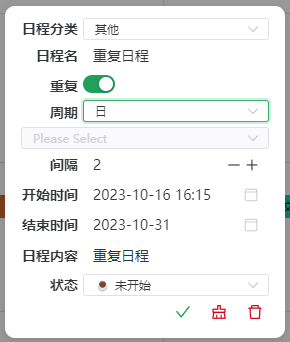 日程分类 其他
日程名 重复日程
重复
周期 日
Please Select
间隔 2
开始时间 2023-10-16 16:15
结束时间 2023-10-31
日程内容 重复日程
状态 未开始